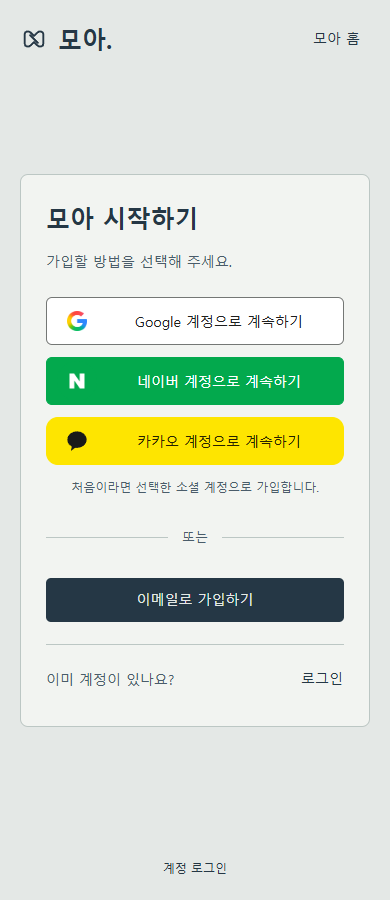 모아.
모아 홈
모아 시작하기
가입할 방법을 선택해 주세요.
Google 계정으로 계속하기
네이버 계정으로 계속하기
카카오 계정으로 계속하기
처음이라면 선택한 소셜 계정으로 가입합니다.
또는
이메일로 가입하기
이미 계정이 있나요?
로그인
계정 로그인